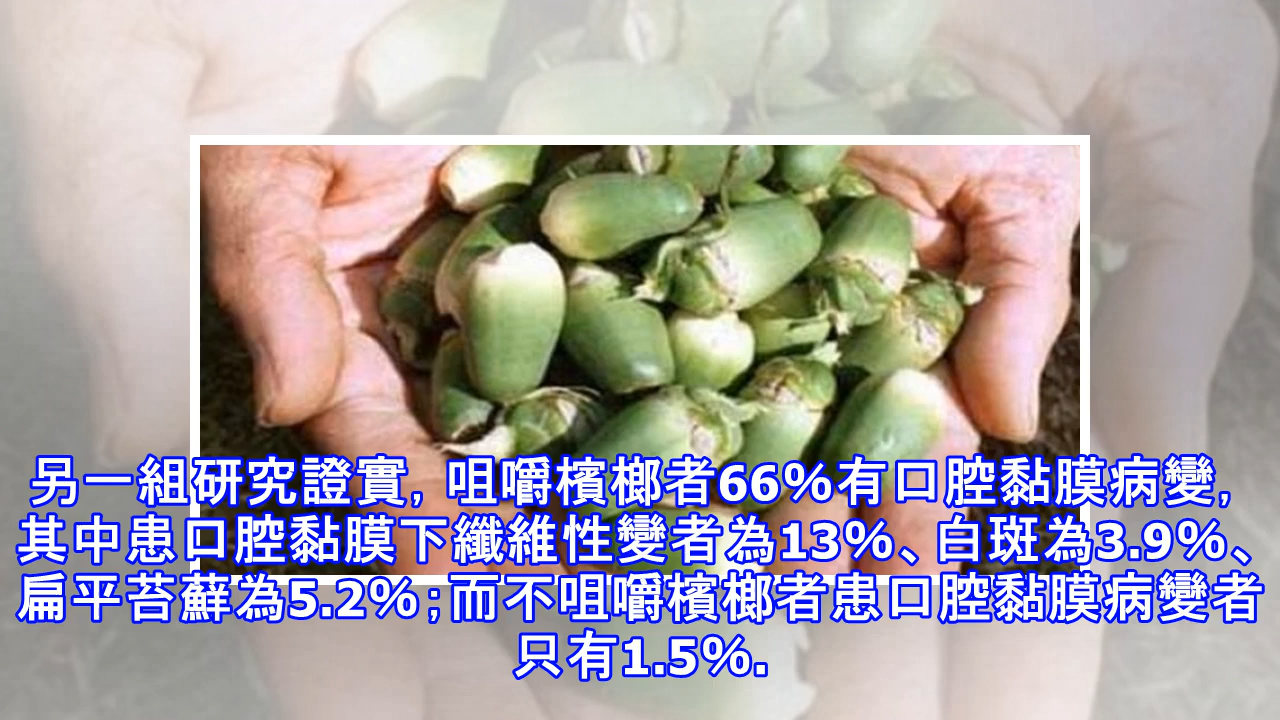 另一組研究證實，咀嚼檳榔者66%有口腔黏膜病變，
其中患口腔黏膜下纖維性變者為13%、白斑為3.9%、
扁平苔蘚為5.2%；而不咀嚼檳榔者患口腔黏膜病變者
只有1.5%.